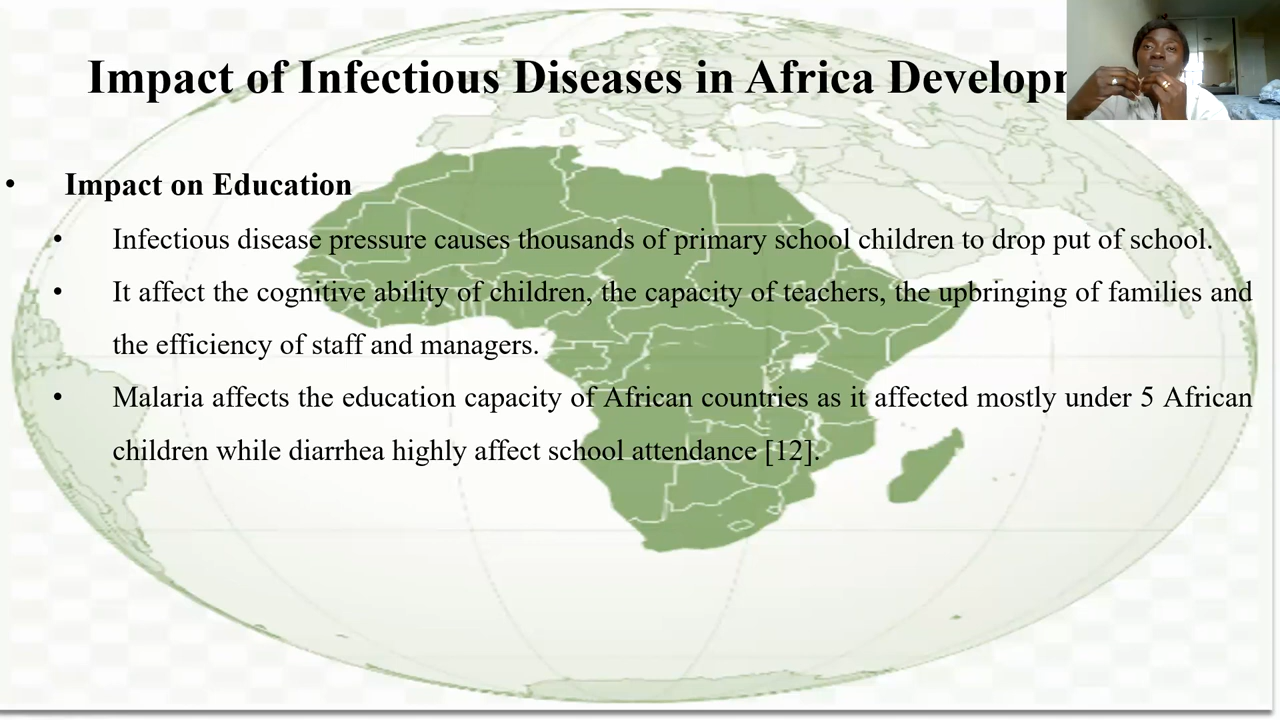 Impact of Infectious Diseases in Africa
• Impact on Education
• Infectious disease pressure causes thousands of primary school children to drop put of school.
• It affect the cognitive ability of children, the capacity of teachers, the upbringing of families and
the efficiency of staff and managers.
• Malaria affects the education capacity of African countries as it affected mostly under 5 African
children while diarrhea highly affect school attendance [12].